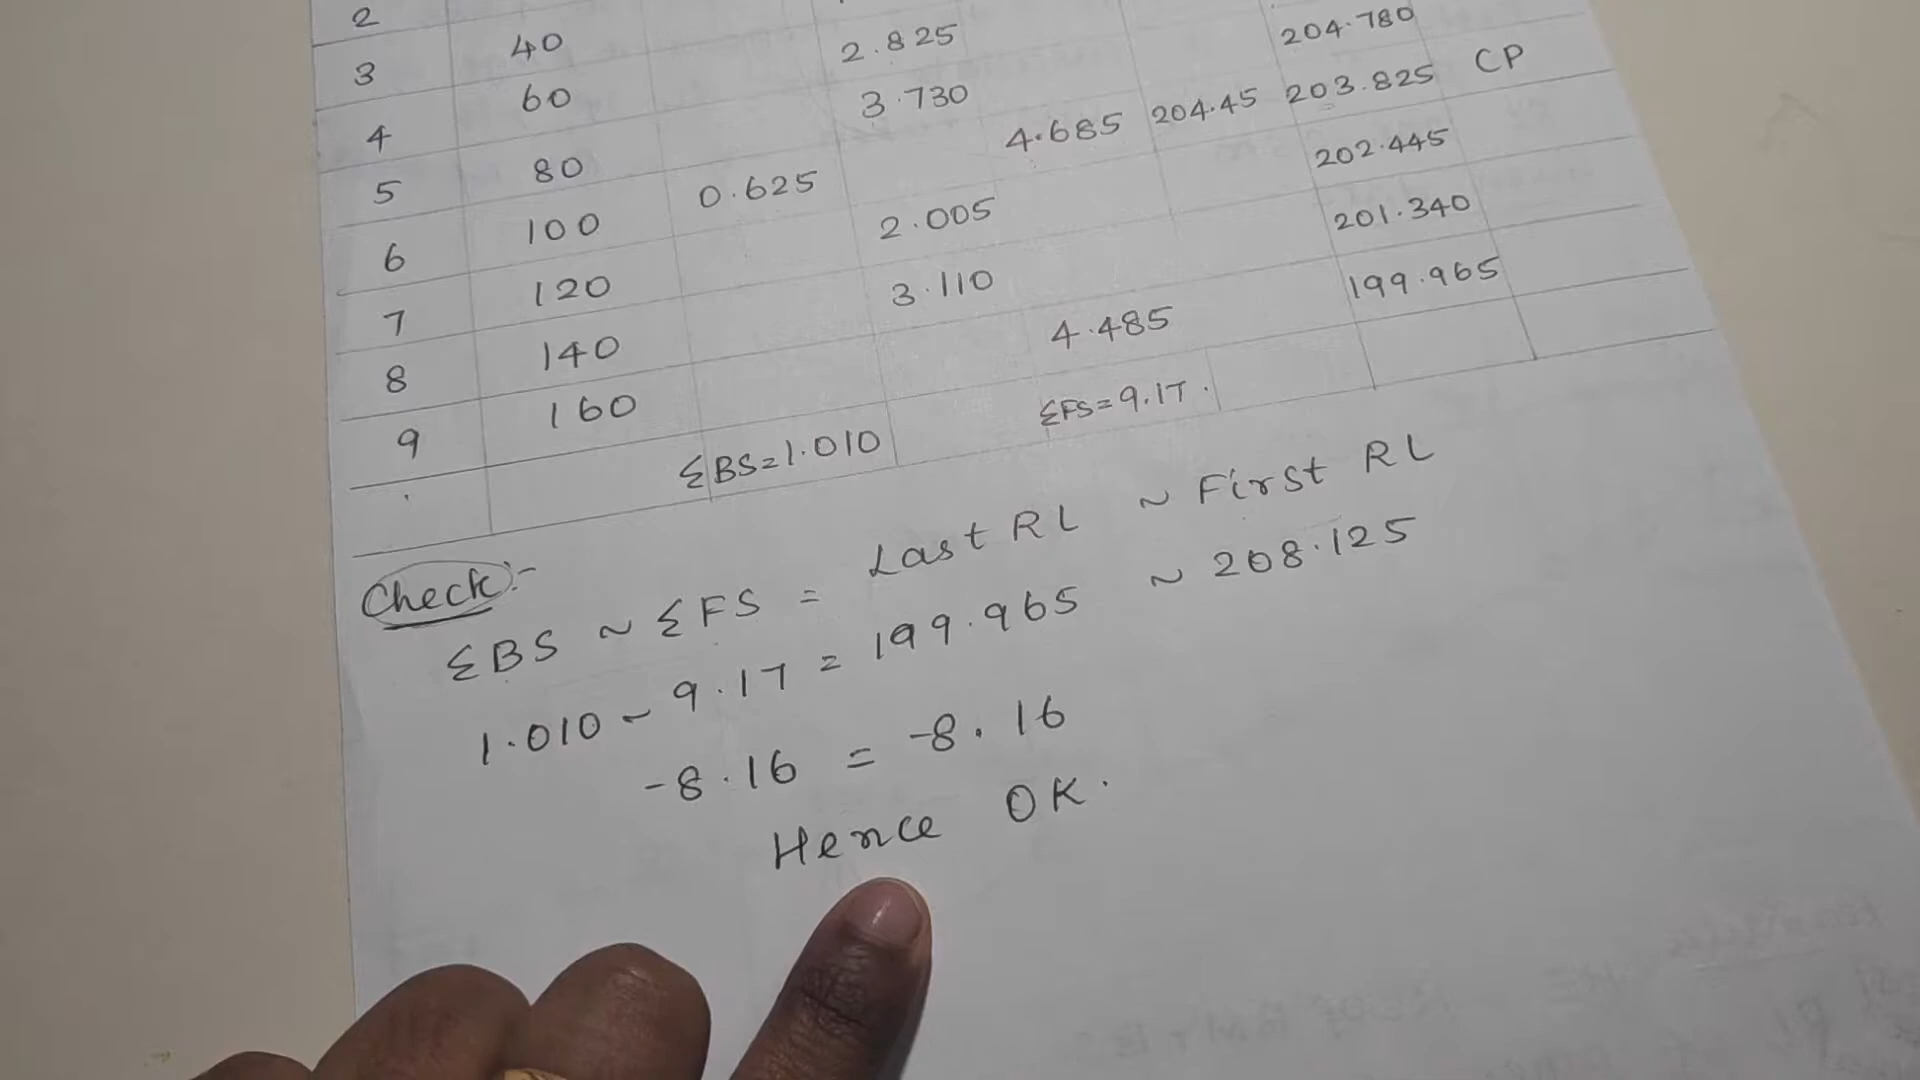 2
3 40 2.825 204.780
4 60 3.730
5 80 0.625 4.685 204.45 203.825 CP
6 100 2.005 202.445
7 120 3.110 201.340
8 140 4.485 199.965
9 160
ΣBS=1.010 ΣFS=9.17.
Check:-
ΣBS ~ ΣFS = Last RL ~ First RL
1.010 - 9.17 = 199.965 ~ 208.125
-8.16 = -8.16
Hence OK.